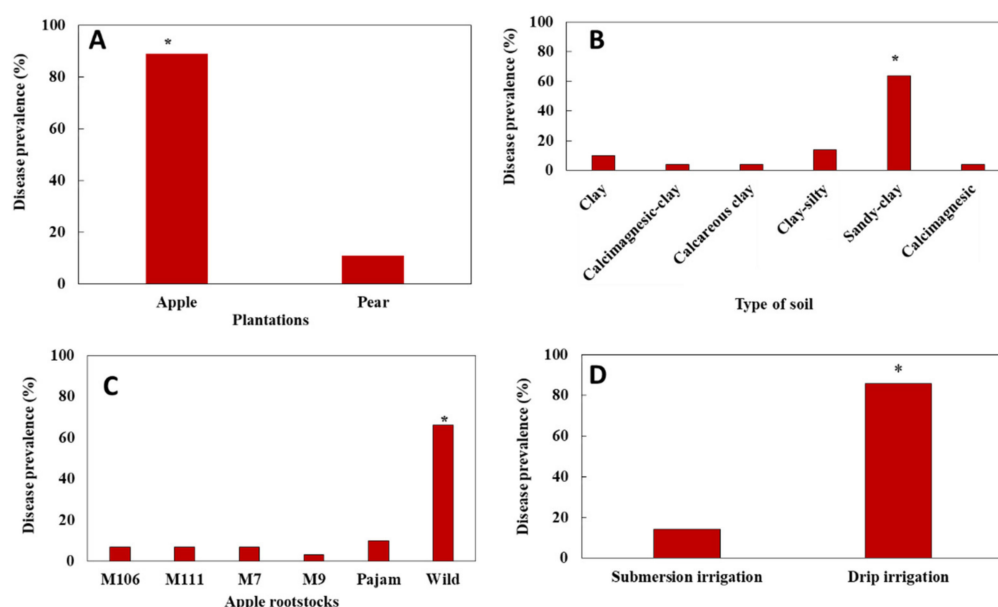 A
Disease prevalence (%)
100
80
60
40
20
0
*
Apple
Pear
Plantations
B
Disease prevalence (%)
100
80
60
40
20
0
*
Clay
Calcimagnesic-clay
Calcareous clay
Clay-silty
Sandy-clay
Calcimagnesic
Type of soil
C
Disease prevalence (%)
100
80
60
40
20
0
*
M106 M111 M7 M9 Pajam Wild
Apple rootstocks
D
Disease prevalence (%)
100
80
60
40
20
0
*
Submersion irrigation
Drip irrigation